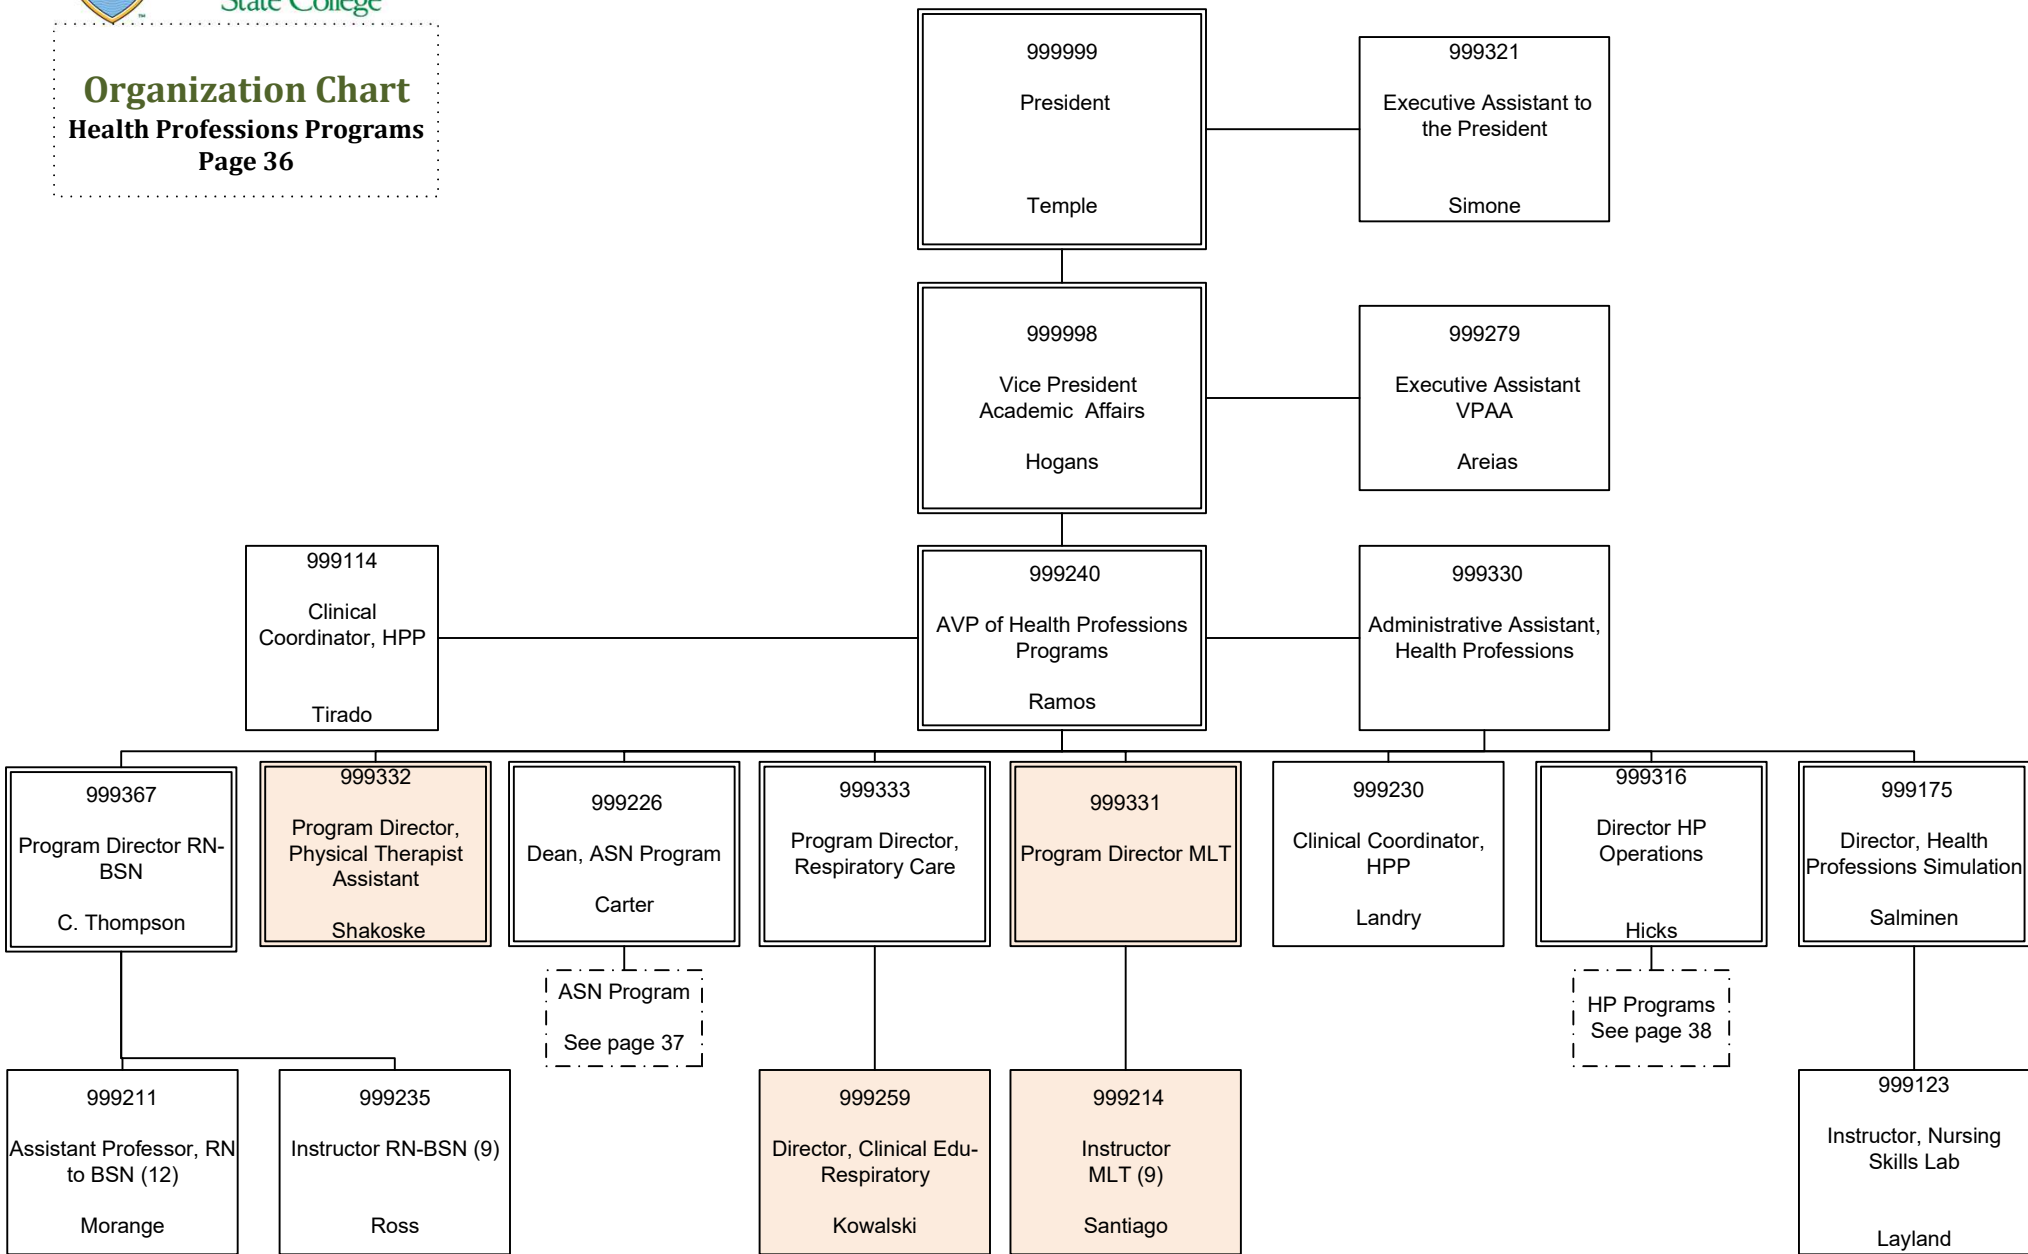 State College
™
Organization Chart
Health Professions Programs
Page 36
999999
President
Temple
999321
Executive Assistant to
the President
Simone
999998
Vice President
Academic Affairs
Hogans
999279
Executive Assistant
VPAA
Areias
999114
Clinical
Coordinator, HPP
Tirado
999240
AVP of Health Professions
Programs
Ramos
999330
Administrative Assistant,
Health Professions
999367
Program Director RN-
BSN
C. Thompson
999332
Program Director,
Physical Therapist
Assistant
Shakoske
999226
Dean, ASN Program
Carter
999333
Program Director,
Respiratory Care
999331
Program Director MLT
999230
Clinical Coordinator,
HPP
Landry
999316
Director HP
Operations
Hicks
999175
Director, Health
Professions Simulation
Salminen
ASN Program
See page 37
HP Programs
See page 38
999211
Assistant Professor, RN
to BSN (12)
Morange
999235
Instructor RN-BSN (9)
Ross
999259
Director, Clinical Edu-
Respiratory
Kowalski
999214
Instructor
MLT (9)
Santiago
999123
Instructor, Nursing
Skills Lab
Layland